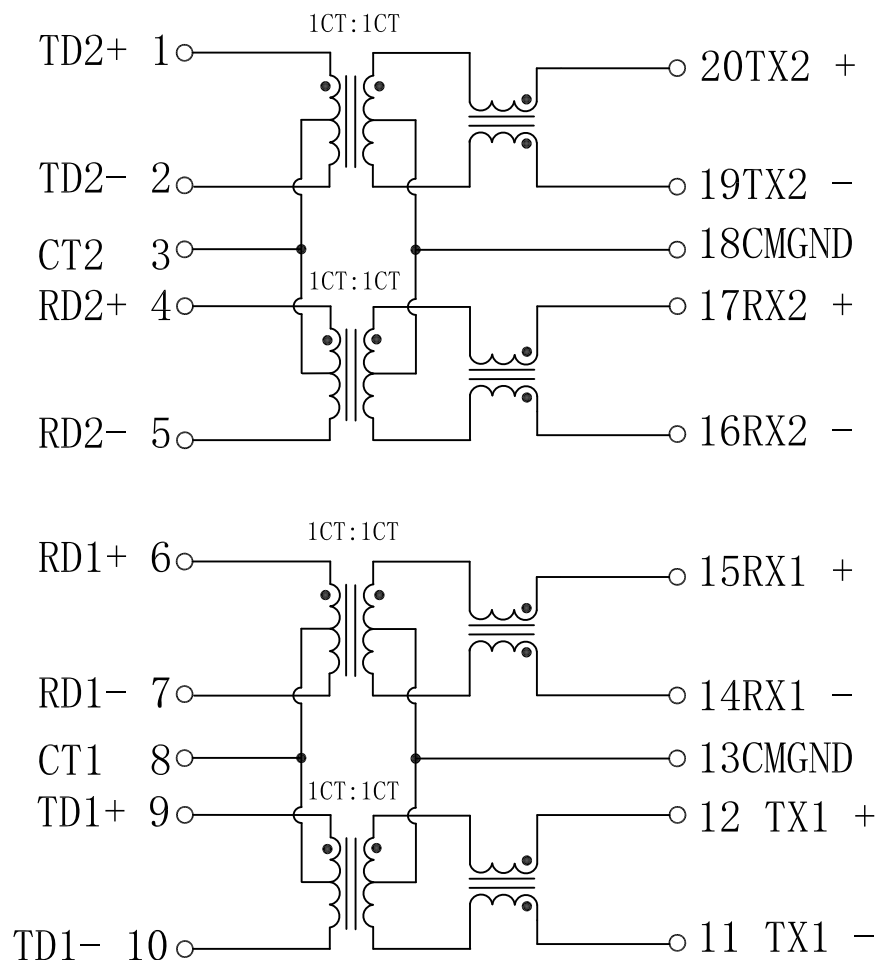 1CT:1CT
TD2+ 1
20TX2 +
TD2- 2
19TX2 -
CT2 3
18CMGND
1CT:1CT
RD2+ 4
17RX2 +
RD2- 5
16RX2 -
1CT:1CT
RD1+ 6
15RX1 +
RD1- 7
14RX1 -
CT1 8
13CMGND
1CT:1CT
TD1+ 9
12 TX1 +
TD1- 10
11 TX1 -